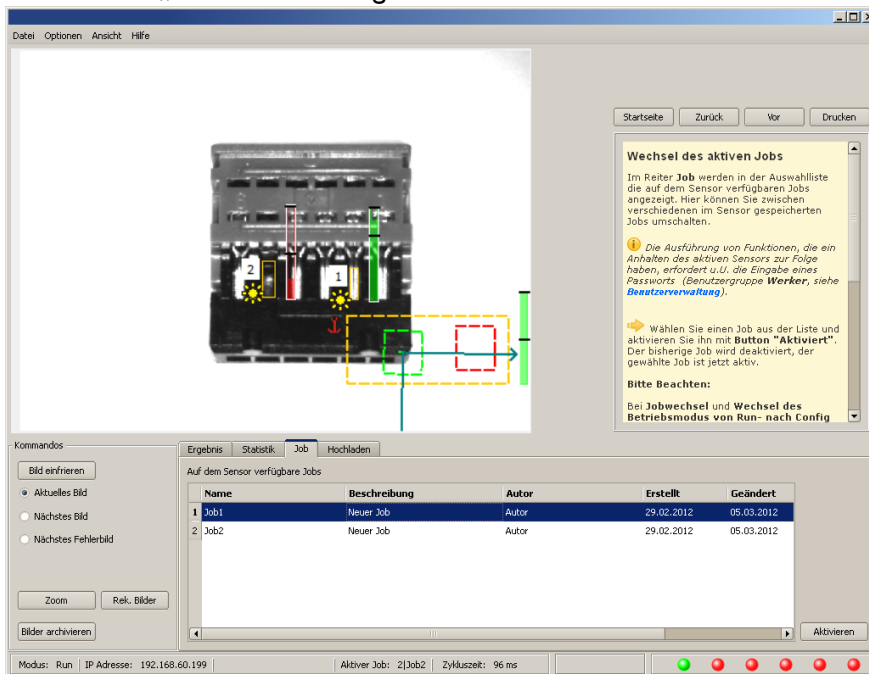 Datei Optionen Ansicht Hilfe
2
1
Startseite Zurück Vor Drucken
Wechsel des aktiven Jobs
Im Reiter Job werden in der Auswahlliste
die auf dem Sensor verfügbaren Jobs
angezeigt. Hier können Sie zwischen
verschiedenen im Sensor gespeicherten
Jobs umschalten.
Die Ausführung von Funktionen, die ein
Anhalten des aktiven Sensors zur Folge
haben, erfordert u.U. die Eingabe eines
Passworts (Benutzergruppe Werker, siehe
Benutzerverwaltung).
Wählen Sie einen Job aus der Liste und
aktivieren Sie ihn mit Button "Aktiviert".
Der bisherige Job wird deaktiviert, der
gewählte Job ist jetzt aktiv.
Bitte Beachten:
Bei Jobwechsel und Wechsel des
Betriebsmodus von Run- nach Config
Kommandos
Bild einfrieren
Aktuelles Bild
Nächstes Bild
Nächstes Fehlerbild
Zoom Rek. Bilder
Bilder archivieren
Ergebnis Statistik Job Hochladen
Auf dem Sensor verfügbare Jobs
Name Beschreibung Autor Erstellt Geändert
1 Job1 Neuer Job Autor 29.02.2012 05.03.2012
2 Job2 Neuer Job Autor 29.02.2012 05.03.2012
Aktivieren
Modus: Run IP Adresse: 192.168.60.199 Aktiver Job: 2|Job2 Zykluszeit: 96 ms